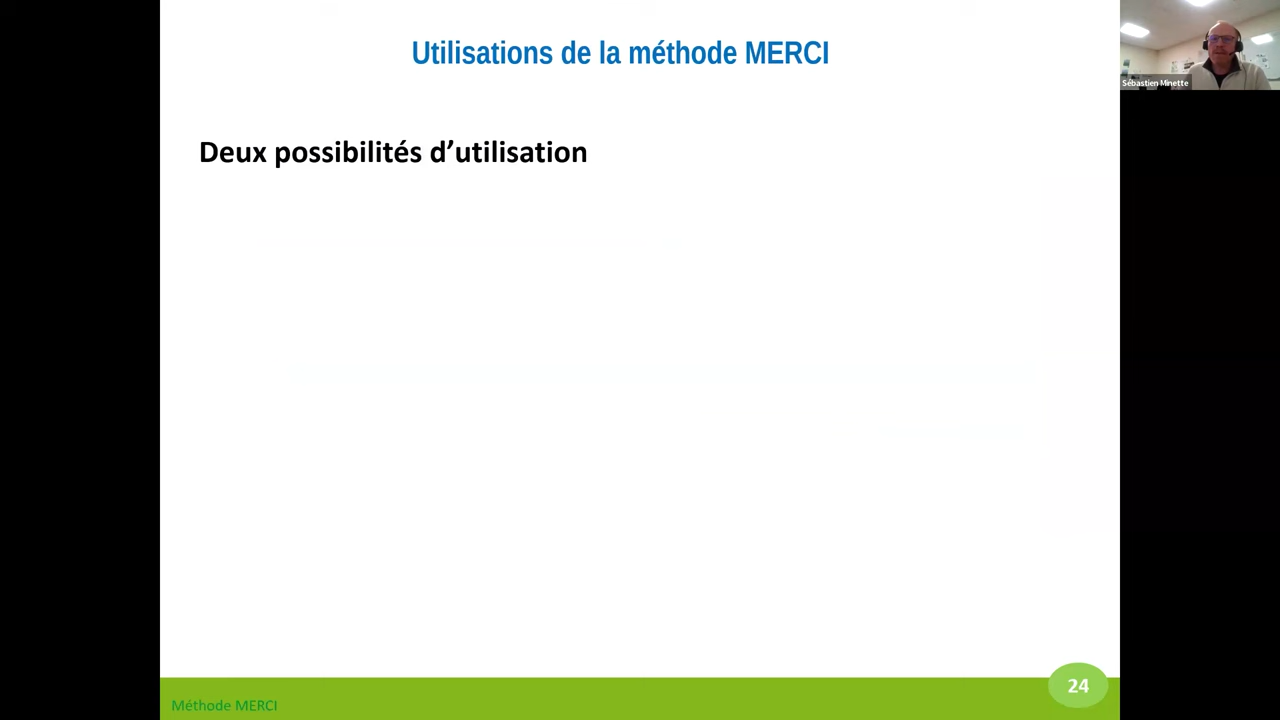 Utilisations de la méthode MERCI
Sébastien Minette
Deux possibilités d’utilisation
24
Méthode MERCI